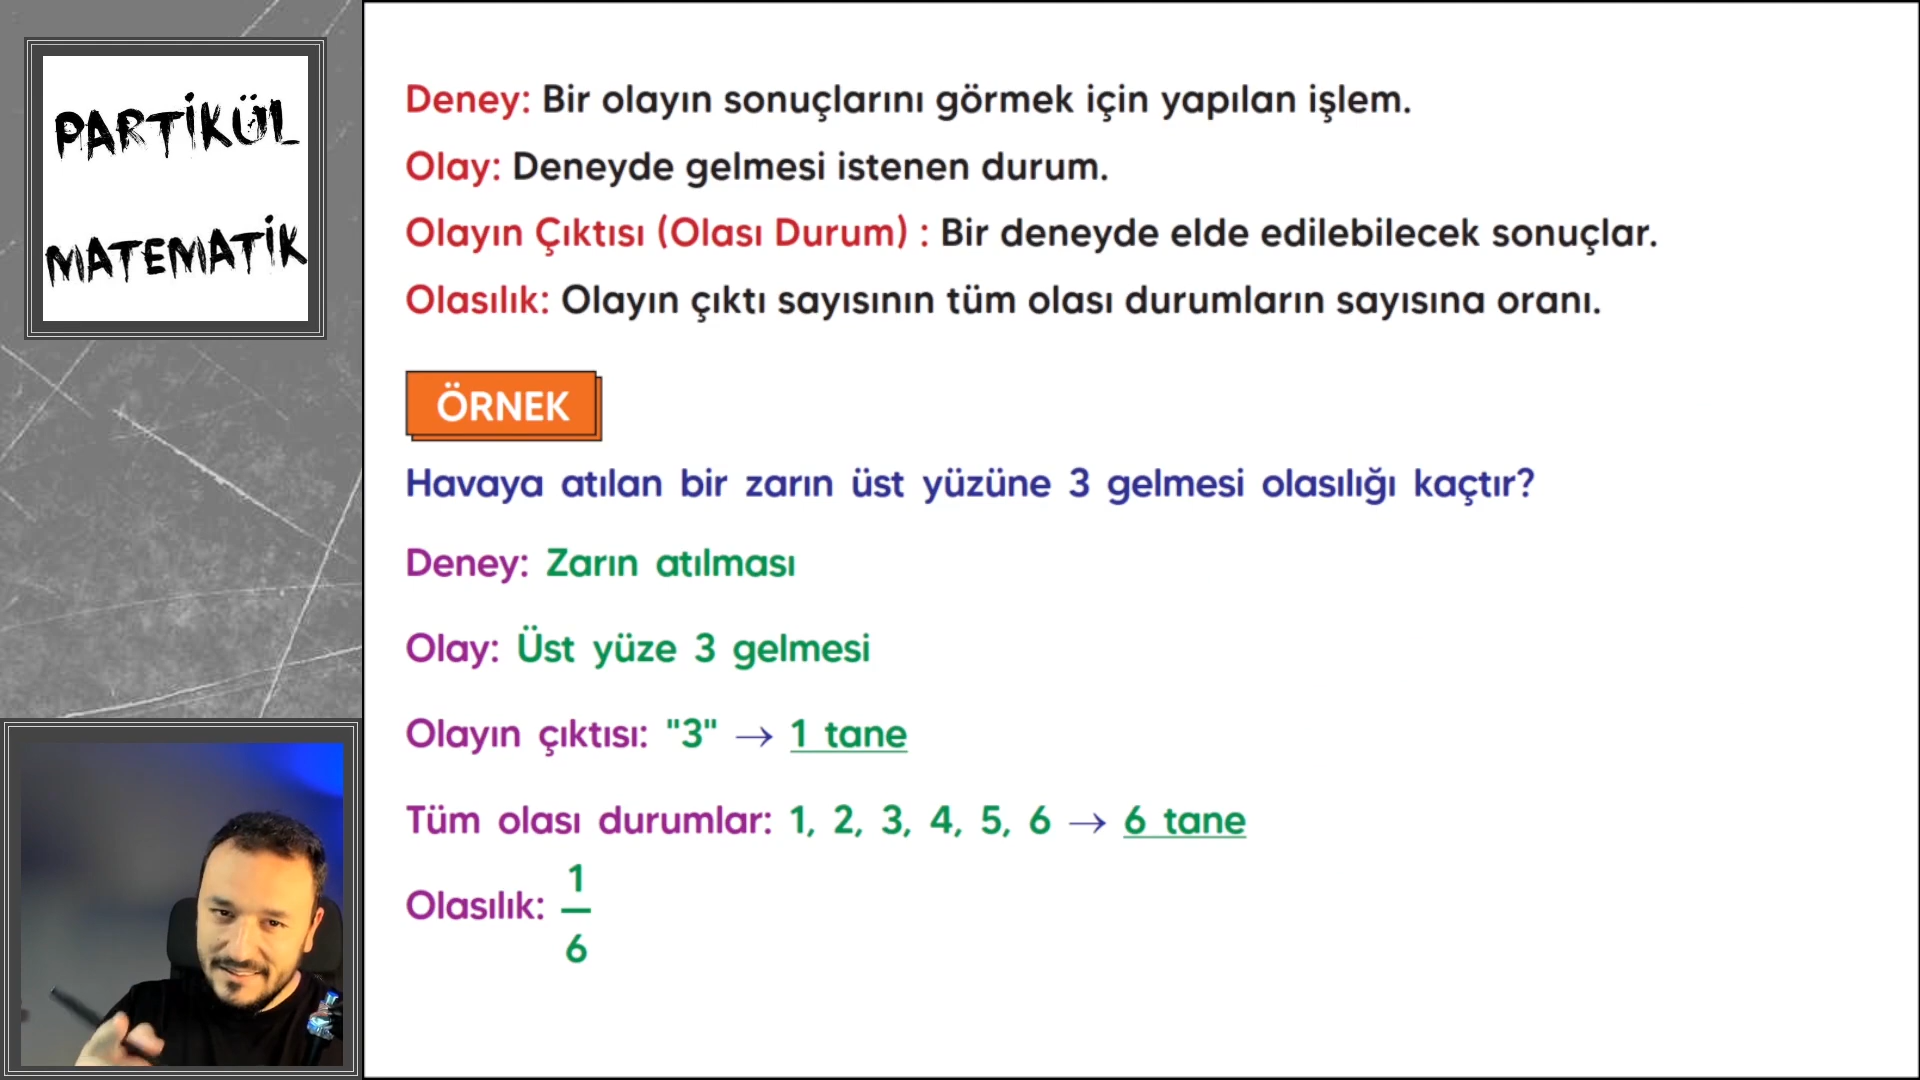 PARTİKÜL
MATEMATİK
Deney: Bir olayın sonuçlarını görmek için yapılan işlem.
Olay: Deneyde gelmesi istenen durum.
Olayın Çıktısı (Olası Durum) : Bir deneyde elde edilebilecek sonuçlar.
Olasılık: Olayın çıktı sayısının tüm olası durumların sayısına oranı.
ÖRNEK
Havaya atılan bir zarın üst yüzüne 3 gelmesi olasılığı kaçtır?
Deney: Zarın atılması
Olay: Üst yüze 3 gelmesi
Olayın çıktısı: "3" → 1 tane
Tüm olası durumlar: 1, 2, 3, 4, 5, 6 → 6 tane
Olasılık: 1/6